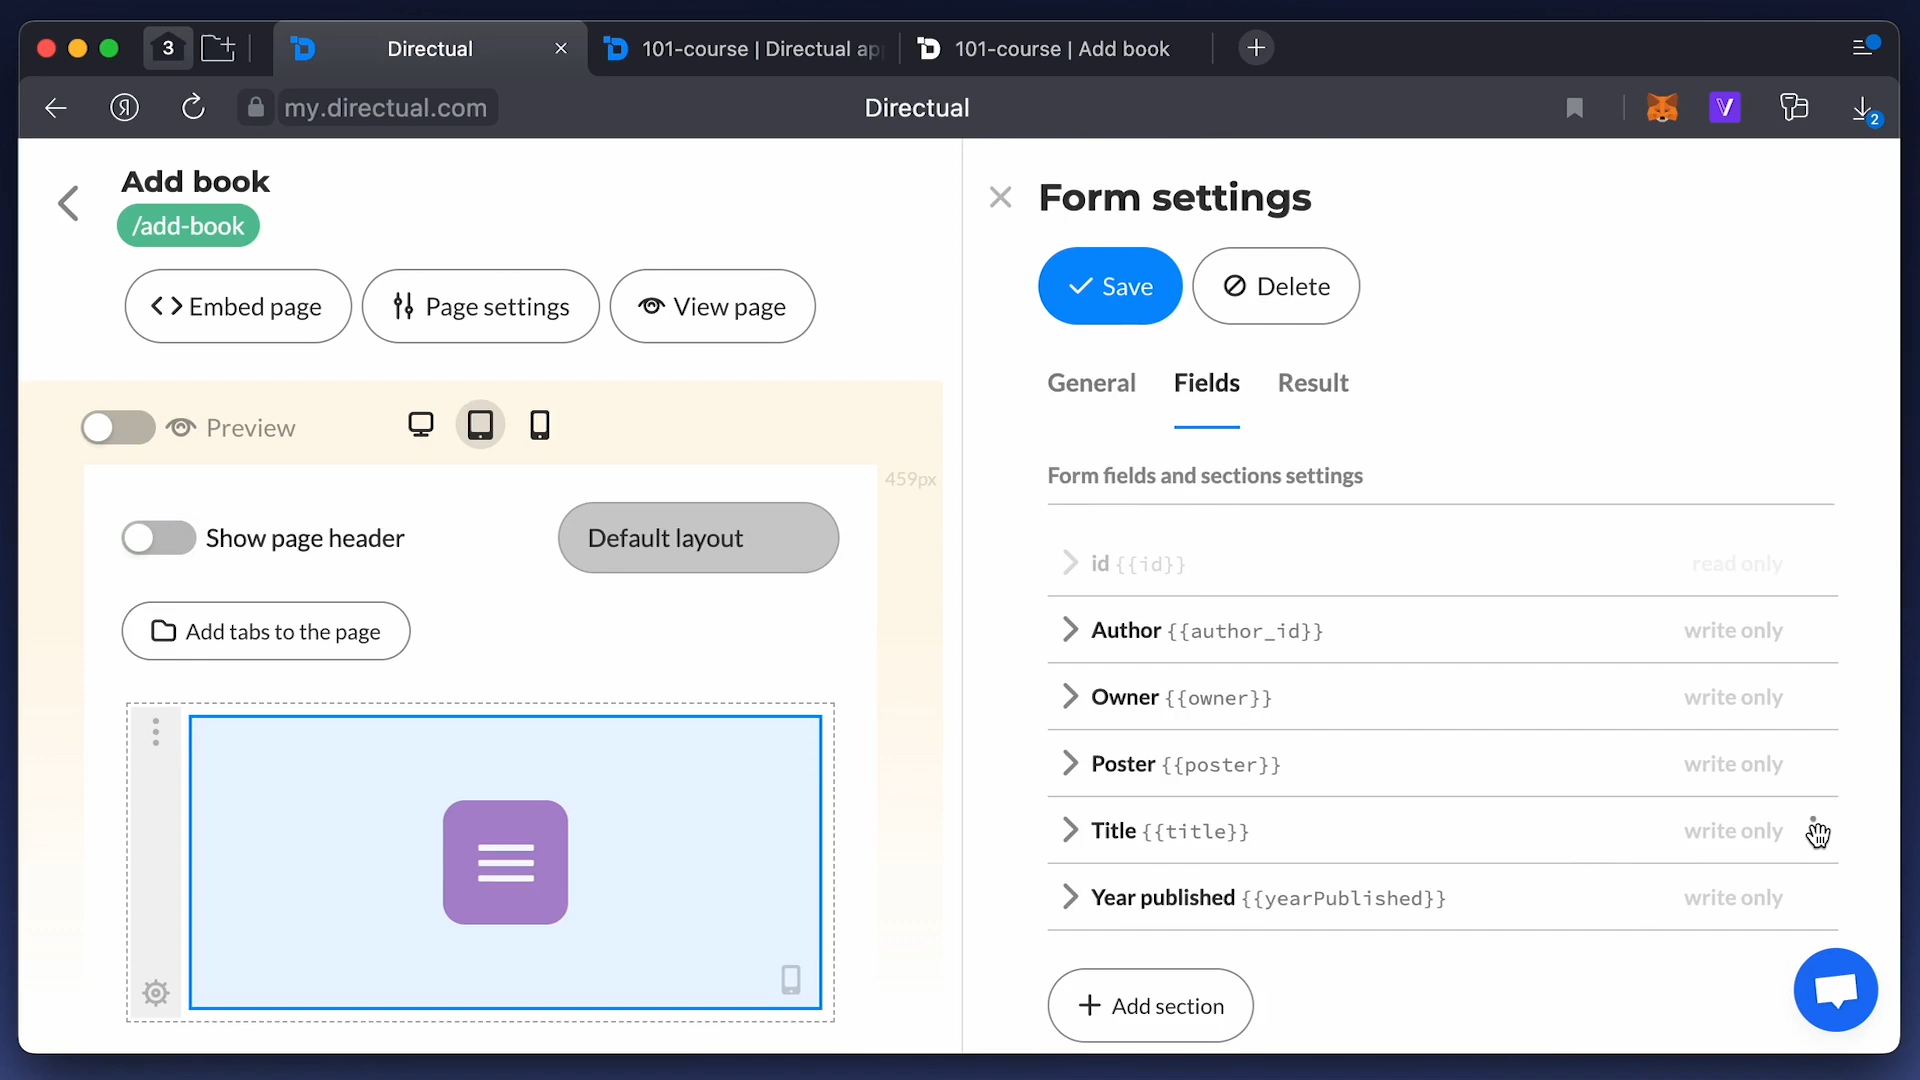 3
Directual
101-course | Directual ap
101-course | Add book
my.directual.com
Directual
2
Add book
/add-book
Embed page
Page settings
View page
Preview
459px
Show page header
Default layout
Add tabs to the page
Form settings
Save
Delete
General
Fields
Result
Form fields and sections settings
id {{id}} read only
Author {{author_id}} write only
Owner {{owner}} write only
Poster {{poster}} write only
Title {{title}} write only
Year published {{yearPublished}} write only
Add section